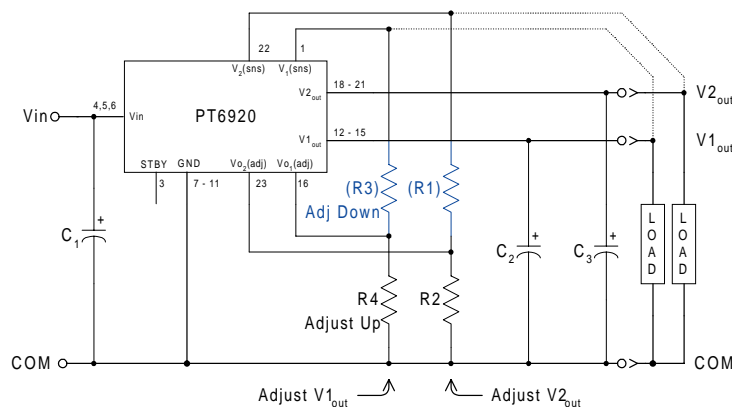 22
1
V2(sns)
V1(sns)
18 - 21
V2out
V2out
4,5,6
Vin
Vin
PT6920
12 - 15
V1out
V1out
STBY
GND
Vo2(adj)
Vo1(adj)
3
7 - 11
23
16
(R3)
(R1)
Adj Down
C1
+
C2
+
C3
+
LOAD
LOAD
R4
R2
Adjust Up
COM
COM
Adjust V1out
Adjust V2out